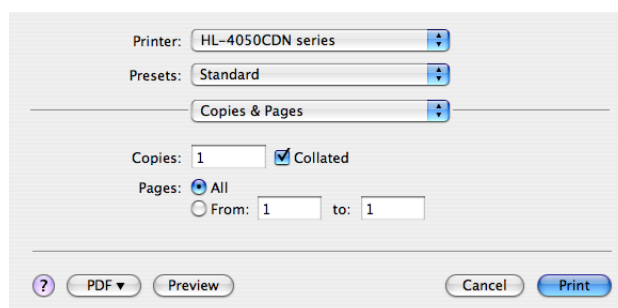 Printer: HL-4050CDN series
Presets: Standard
Copies & Pages
Copies: 1 Collated
Pages: All
From: 1 to: 1
? PDF ▼ Preview Cancel Print